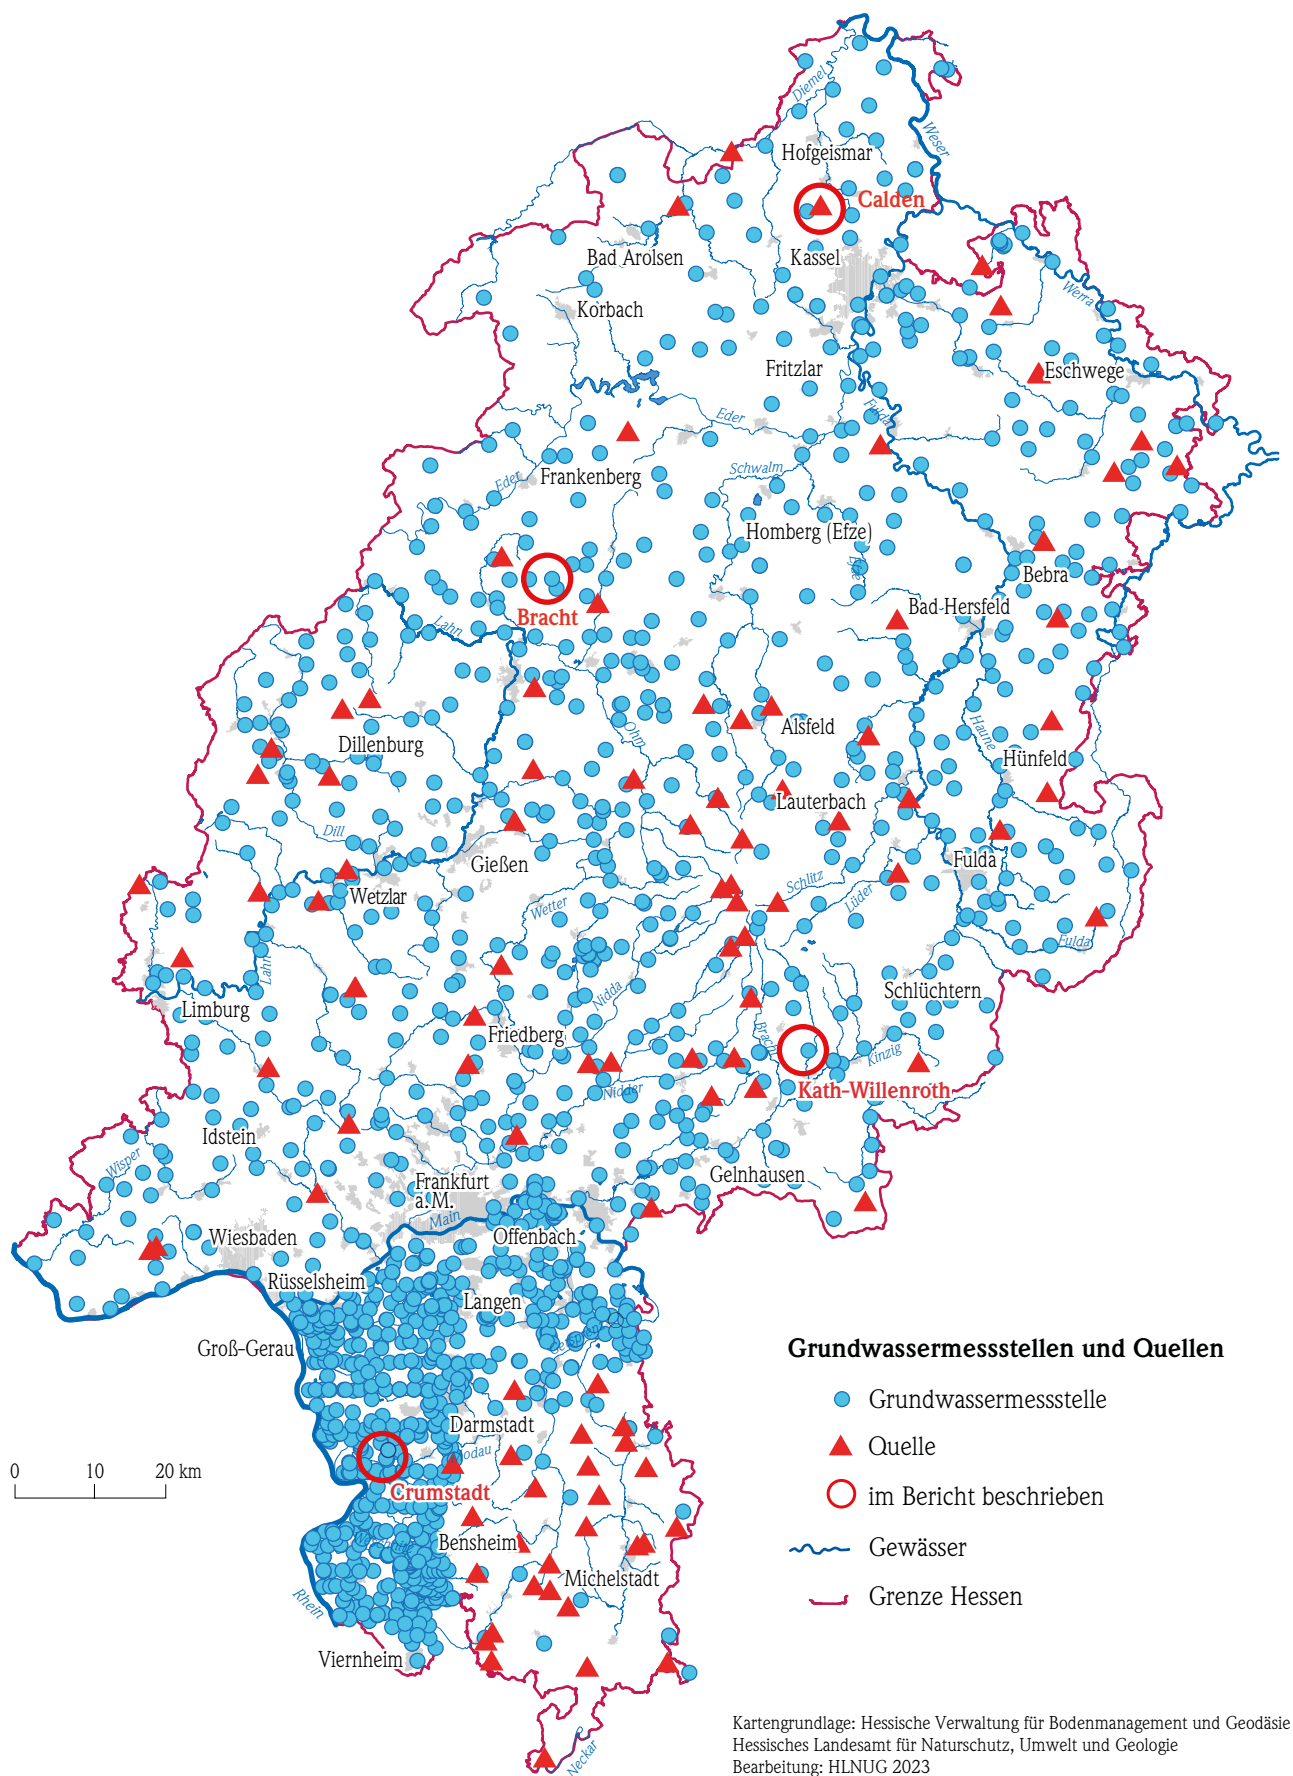 Diemel
Weser
Hofgeismar
Calden
Bad Arolsen
Kassel
Werra
Korbach
Fritzlar
Eschwege
Eder
Fulda
Schwalm
Frankenberg
Eder
Homberg (Efze)
Efze
Bebra
Bracht
Bad Hersfeld
Lahn
Haune
Ohm
Alsfeld
Dillenburg
Hünfeld
Lauterbach
Dill
Gießen
Fulda
Schlitz
Lüder
Wetzlar
Wetter
Fulda
Lahn
Nidda
Schlüchtern
Limburg
Friedberg
Bracht
Kinzig
Nidder
Kath-Willenroth
Idstein
Wisper
Gelnhausen
Frankfurt
a.M.
Main
Wiesbaden
Offenbach
Rüsselsheim
Langen
Groß-Gerau
Gersprenz
Grundwassermessstellen und Quellen
Grundwassermessstelle
Darmstadt
Quelle
Modau
0 10 20 km
Crumstadt
im Bericht beschrieben
Bensheim
Gewässer
Michelstadt
Rhein
Grenze Hessen
Viernheim
Neckar
Kartengrundlage: Hessische Verwaltung für Bodenmanagement und Geodäsie
Hessisches Landesamt für Naturschutz, Umwelt und Geologie
Bearbeitung: HLNUG 2023